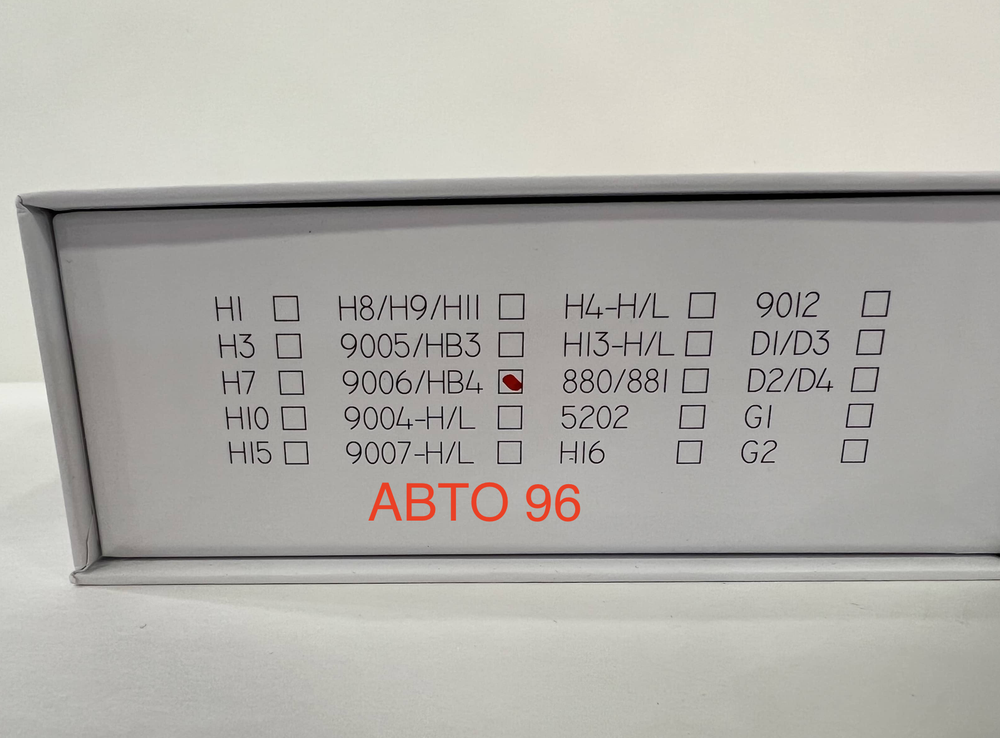 H1 ☐ H8/H9/H11 ☐ H4-H/L ☐ 9012 ☐
H3 ☐ 9005/HB3 ☐ H13-H/L ☐ D1/D3 ☐
H7 ☐ 9006/HB4 ☑ 880/881 ☐ D2/D4 ☐
H10 ☐ 9004-H/L ☐ 5202 ☐ G1 ☐
H15 ☐ 9007-H/L ☐ H16 ☐ G2 ☐
АВТО 96